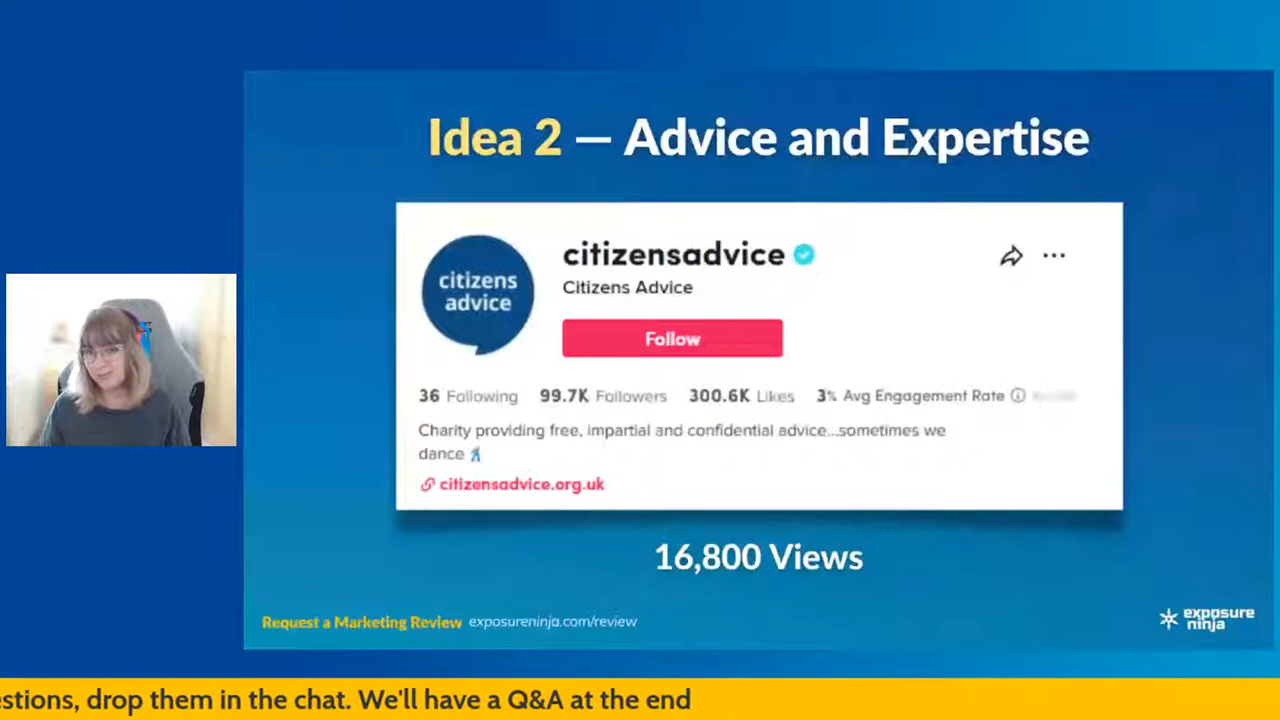 Idea 2 — Advice and Expertise
citizens
advice
citizensadvice
Citizens Advice
Follow
36 Following 99.7K Followers 300.6K Likes 3% Avg Engagement Rate
Charity providing free, impartial and confidential advice...sometimes we
dance
citizensadvice.org.uk
16,800 Views
Request a Marketing Review exposureninja.com/review
exposure
ninja
estions, drop them in the chat. We'll have a Q&A at the end